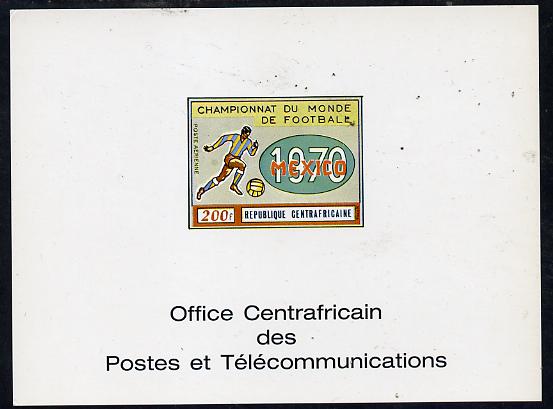 CHAMPIONNAT DU MONDE
DE FOOTBALL
POSTE AERIENNE
1970
MEXICO
200F
REPUBLIQUE CENTRAFRICAINE
Office Centrafricain
des
Postes et Télécommunications